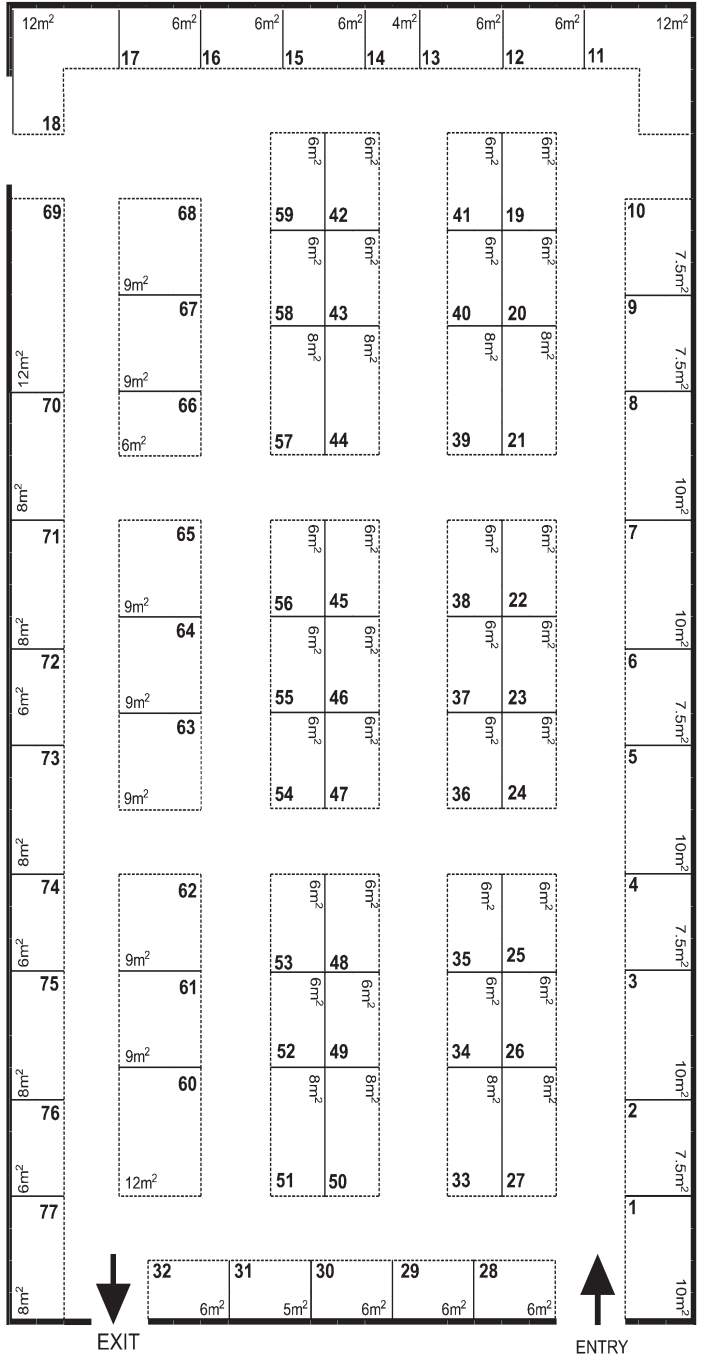 12m² 6m² 6m² 6m² 4m² 6m² 6m² 12m²
17 16 15 14 13 12 11
18
6m² 6m² 6m² 6m²
59 42 41 19
69 68 10
9m² 7.5m²
6m² 6m² 6m² 6m²
58 43 40 20
67 9
12m² 9m² 7.5m²
8m² 8m² 8m² 8m²
70 66 8
6m²
57 44 39 21
8m² 10m²
71 65 7
6m² 6m² 6m² 6m²
9m²
56 45 38 22
8m² 10m²
72 64 6
6m² 6m² 6m² 6m²
6m² 9m² 7.5m²
55 46 37 23
73 63 5
6m² 6m² 6m² 6m²
9m²
54 47 36 24
8m² 10m²
74 62 4
6m² 6m² 6m² 6m²
6m² 9m² 7.5m²
53 48 35 25
75 61 3
6m² 6m² 6m² 6m²
9m²
52 49 34 26
8m² 10m²
76 60 2
8m² 8m² 8m² 8m²
6m² 12m² 7.5m²
51 50 33 27
77 1
32 31 30 29 28
8m² 6m² 5m² 6m² 6m² 6m² 10m²
EXIT ENTRY